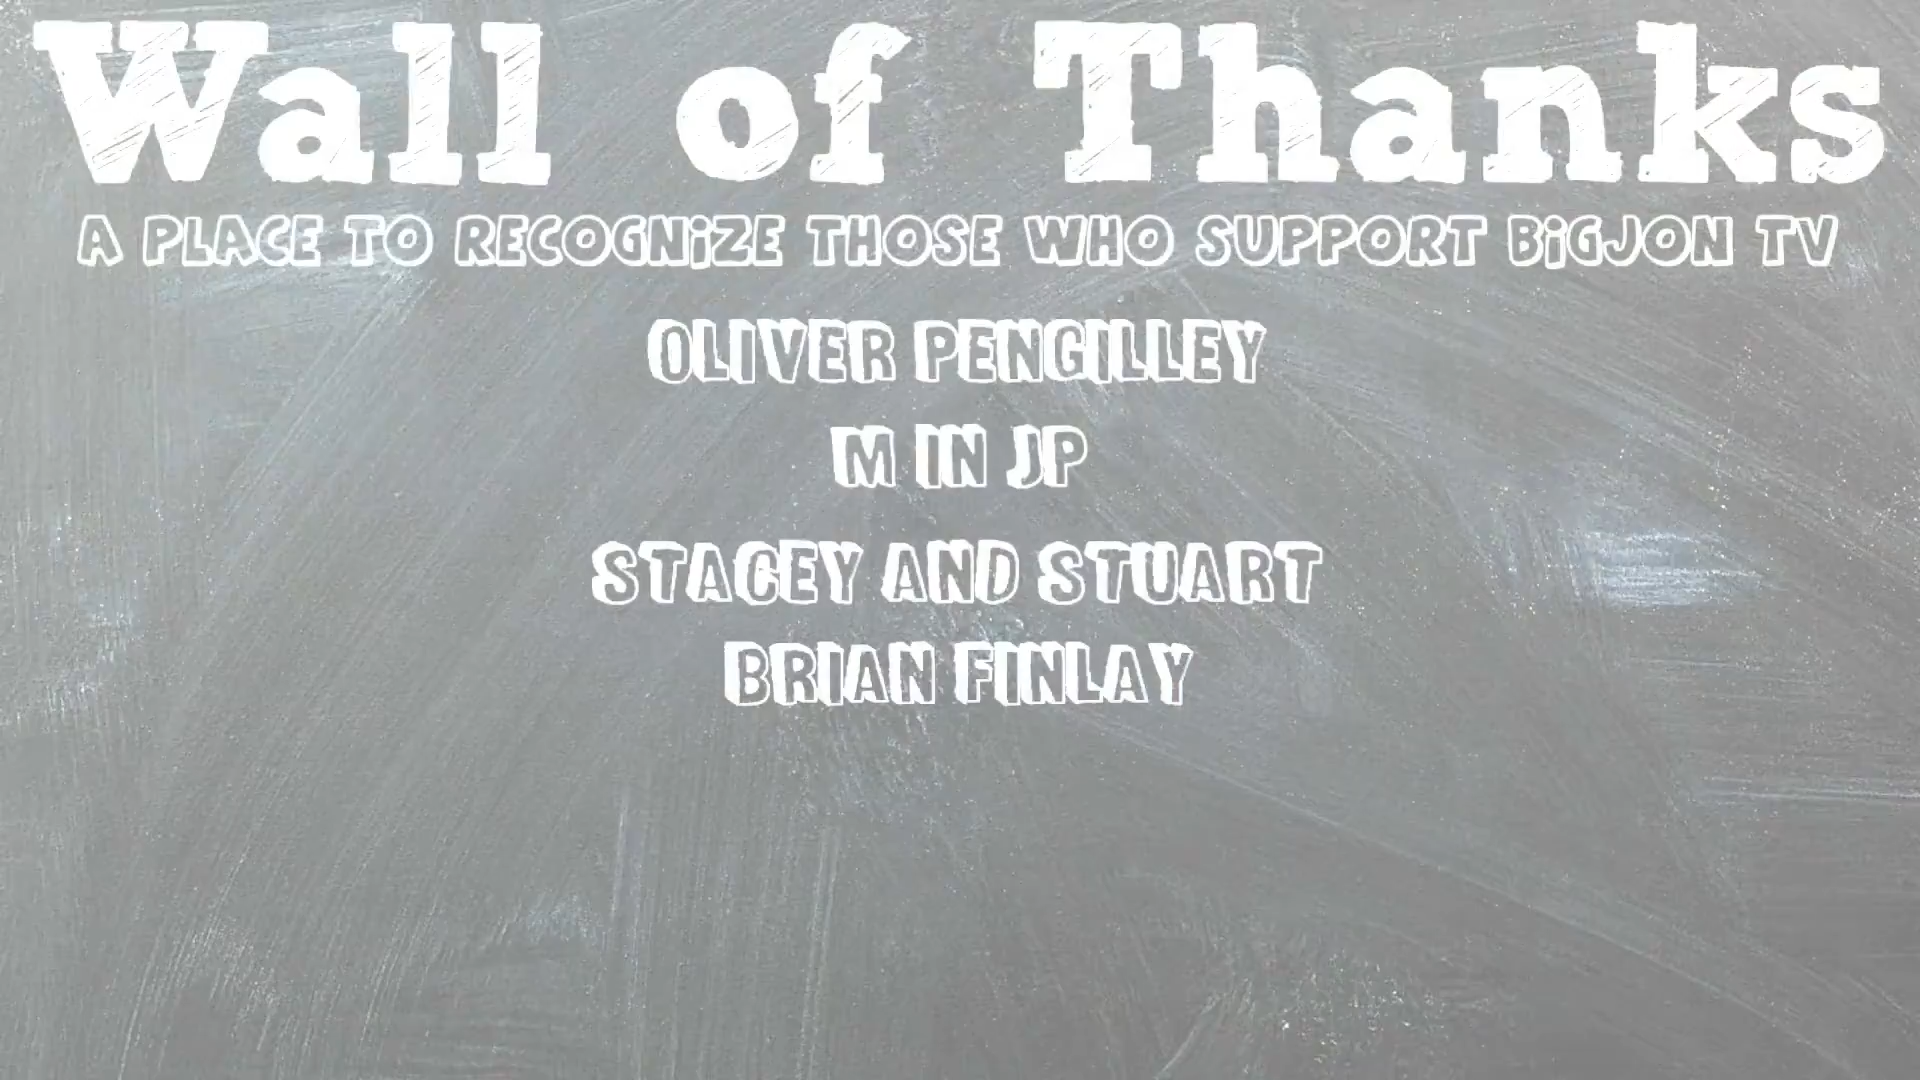 Wall of Thanks
A PLACE TO RECOGNiZE THOSE WHO SUPPORT BiGJON TV
OLIVER PENGILLEY
M IN JP
STACEY AND STUART
BRIAN FINLAY